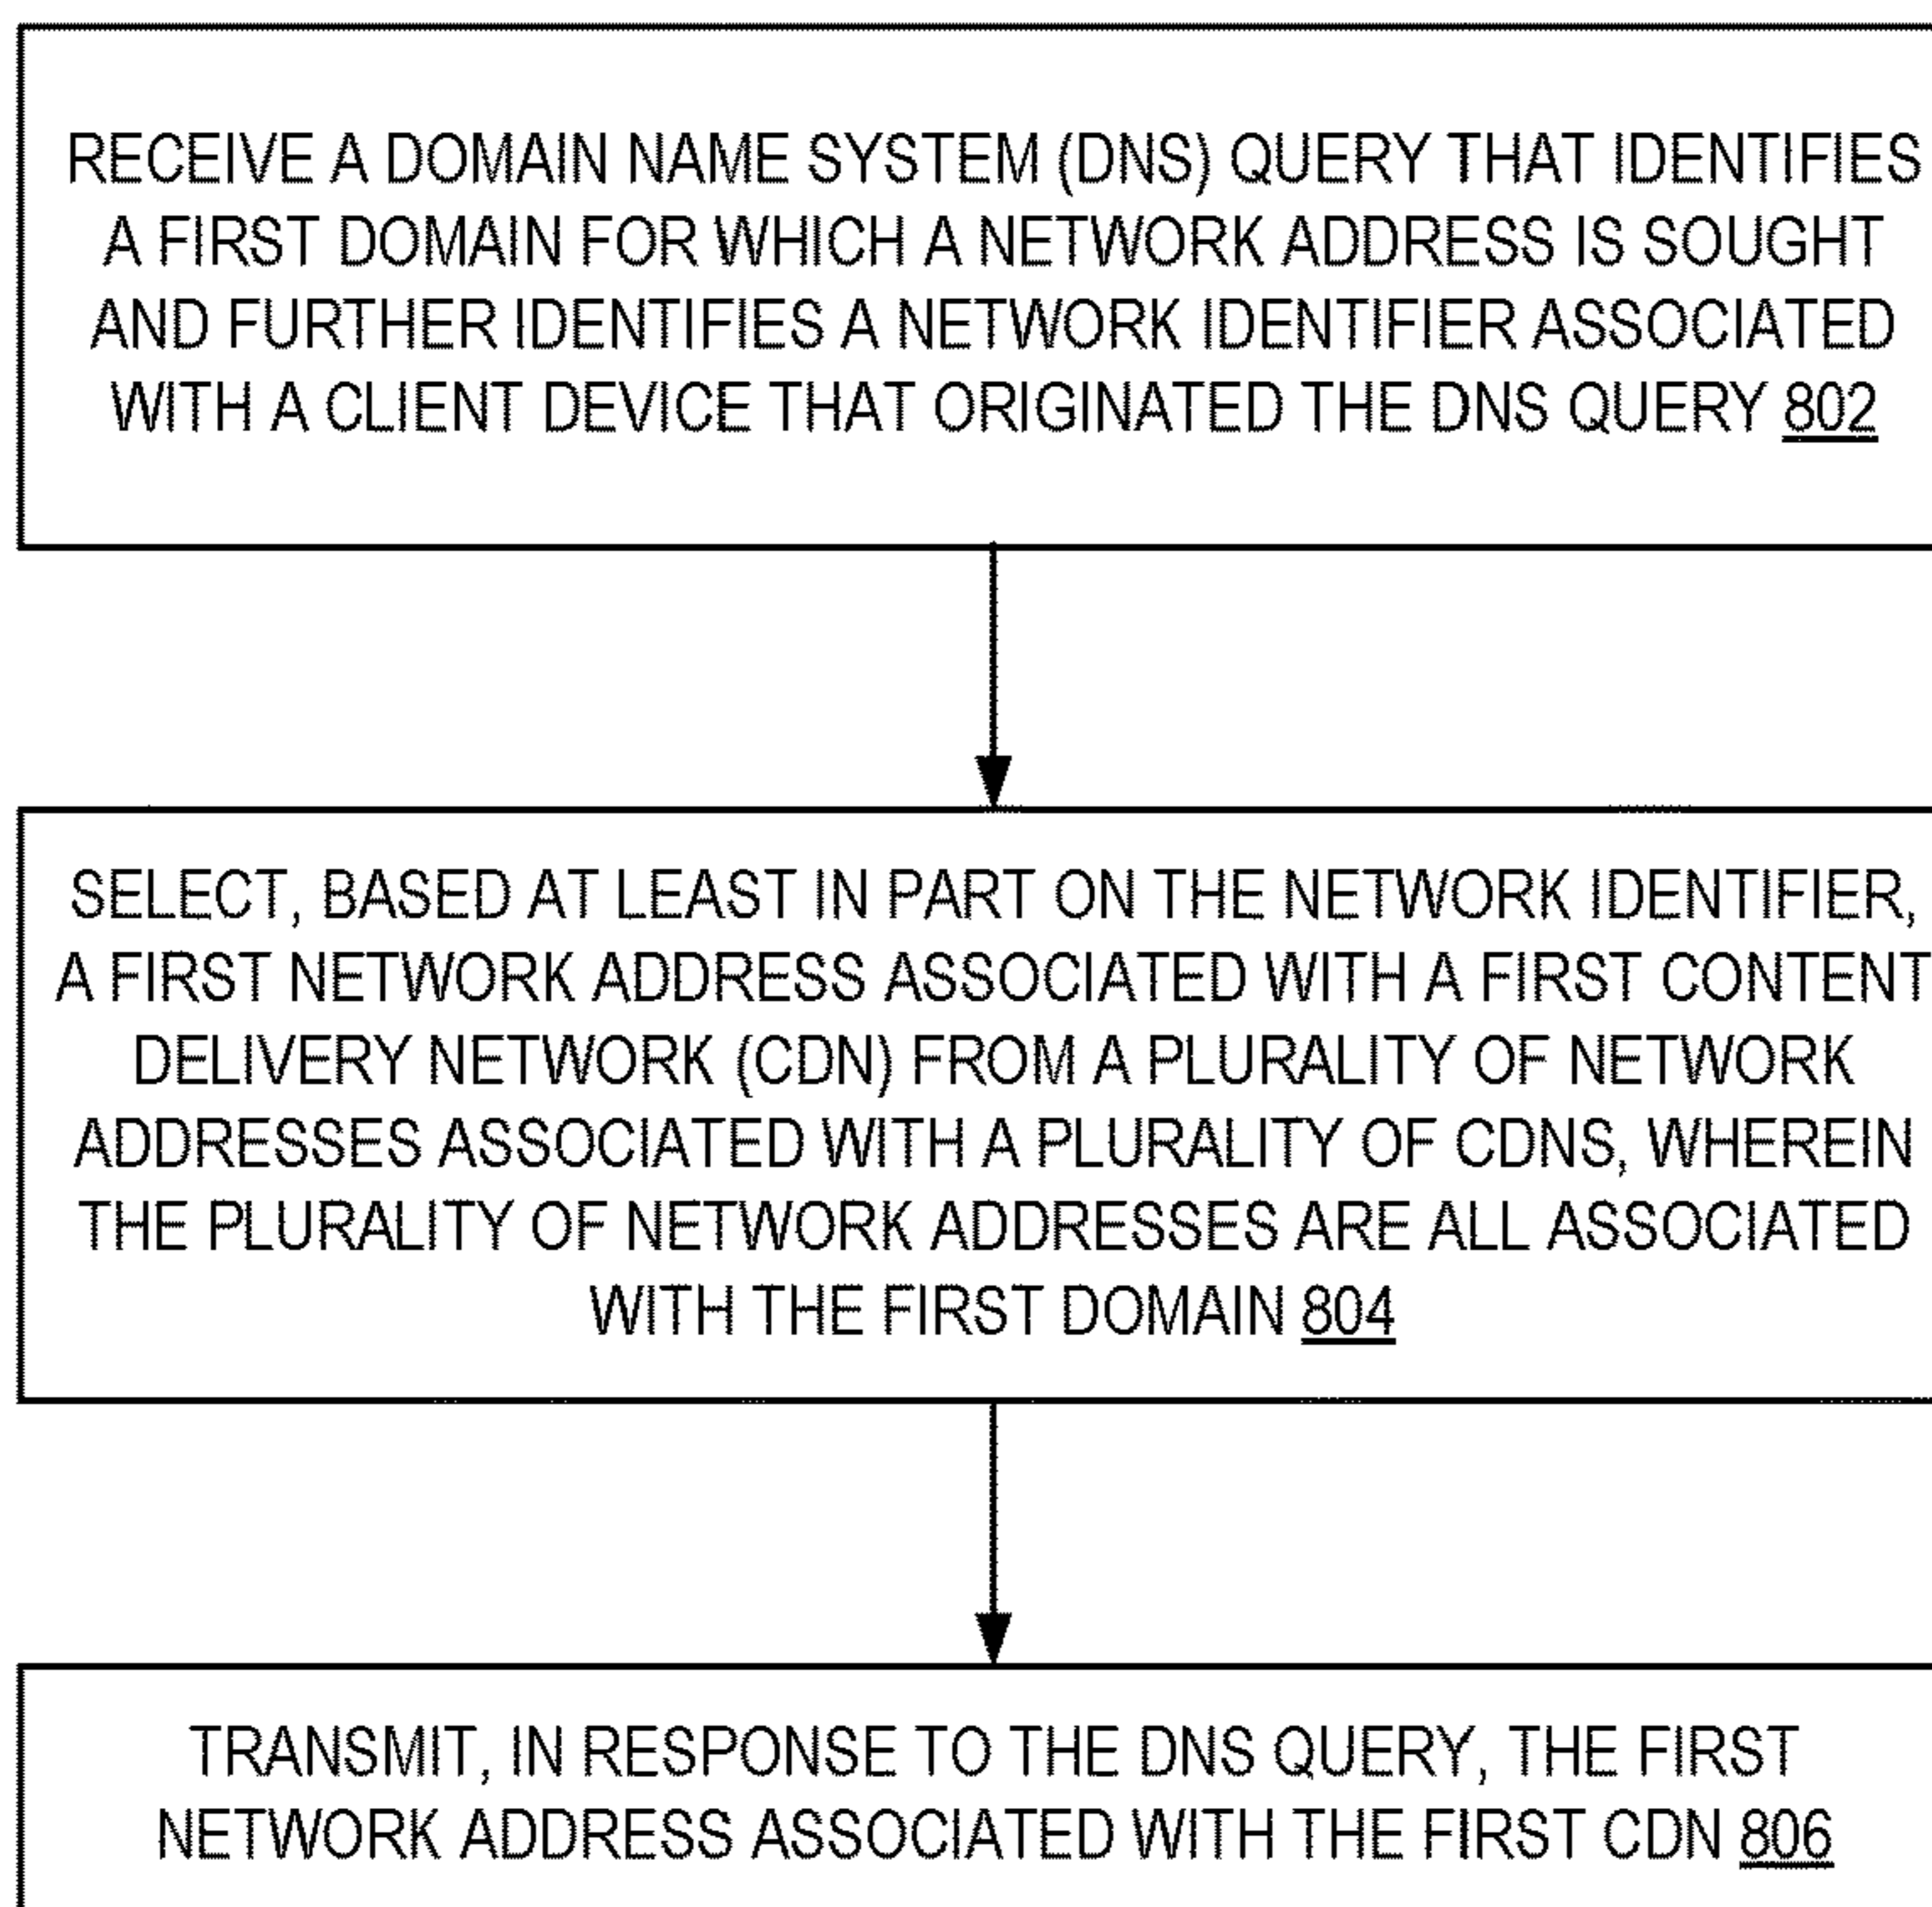 RECEIVE A DOMAIN NAME SYSTEM (DNS) QUERY THAT IDENTIFIES
A FIRST DOMAIN FOR WHICH A NETWORK ADDRESS IS SOUGHT
AND FURTHER IDENTIFIES A NETWORK IDENTIFIER ASSOCIATED
WITH A CLIENT DEVICE THAT ORIGINATED THE DNS QUERY 802
SELECT, BASED AT LEAST IN PART ON THE NETWORK IDENTIFIER,
A FIRST NETWORK ADDRESS ASSOCIATED WITH A FIRST CONTENT
DELIVERY NETWORK (CDN) FROM A PLURALITY OF NETWORK
ADDRESSES ASSOCIATED WITH A PLURALITY OF CDNS, WHEREIN
THE PLURALITY OF NETWORK ADDRESSES ARE ALL ASSOCIATED
WITH THE FIRST DOMAIN 804
TRANSMIT, IN RESPONSE TO THE DNS QUERY, THE FIRST
NETWORK ADDRESS ASSOCIATED WITH THE FIRST CDN 806